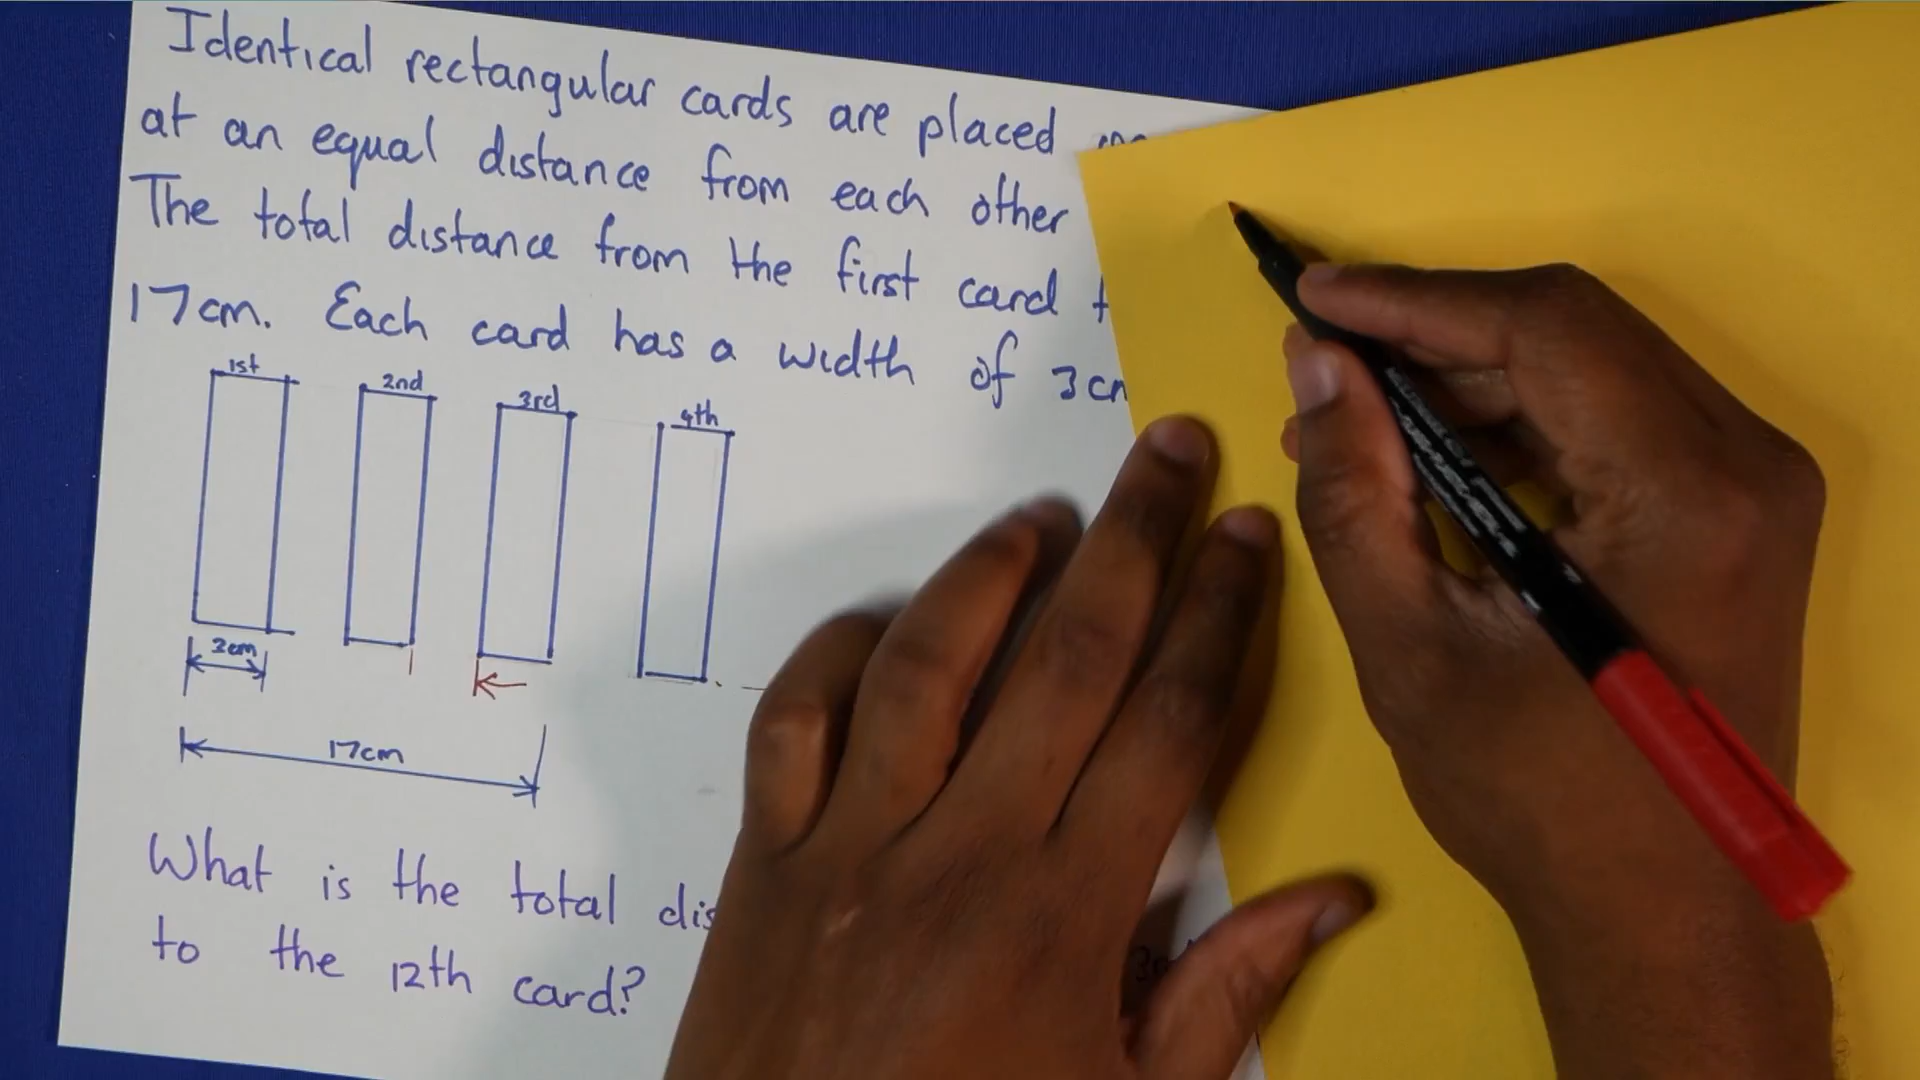 Identical rectangular cards are placed
at an equal distance from each other
The total distance from the first card
17cm. Each card has a width of 3cm
1st 2nd 3rd 4th
3cm
17cm
What is the total dis
to the 12th card?